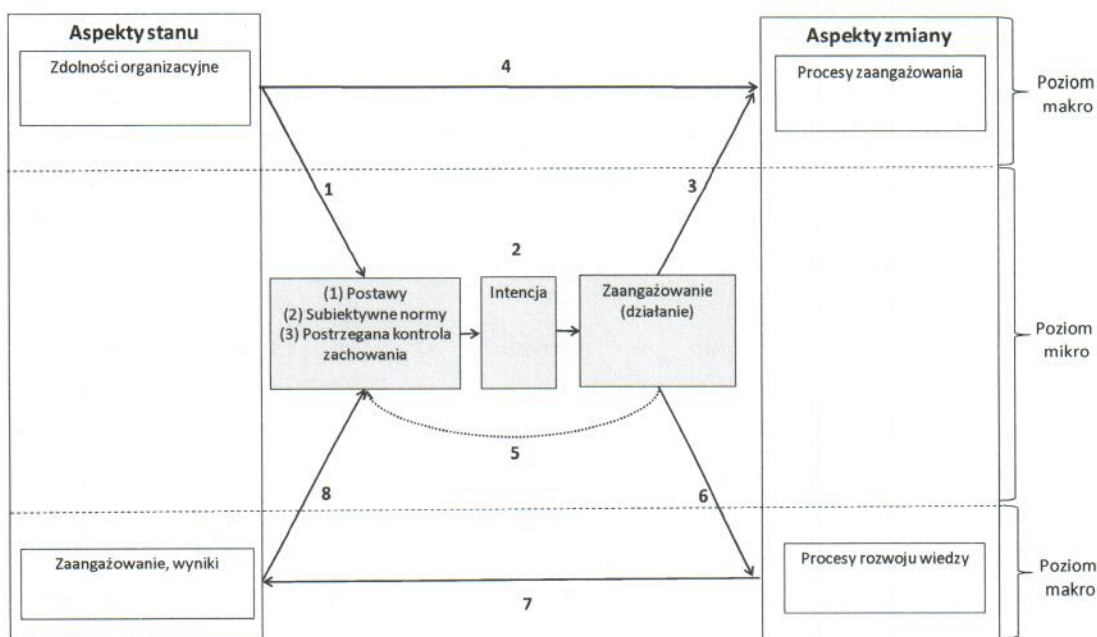 Aspekty stanu
Zdolności organizacyjne
4
Aspekty zmiany
Procesy zaangażowania
Poziom
makro
1
3
2
(1) Postawy
(2) Subiektywne normy
(3) Postrzegana kontrola
zachowania
Intencja
Zaangażowanie
(działanie)
Poziom
mikro
5
8
6
Zaangażowanie, wyniki
7
Procesy rozwoju wiedzy
Poziom
makro